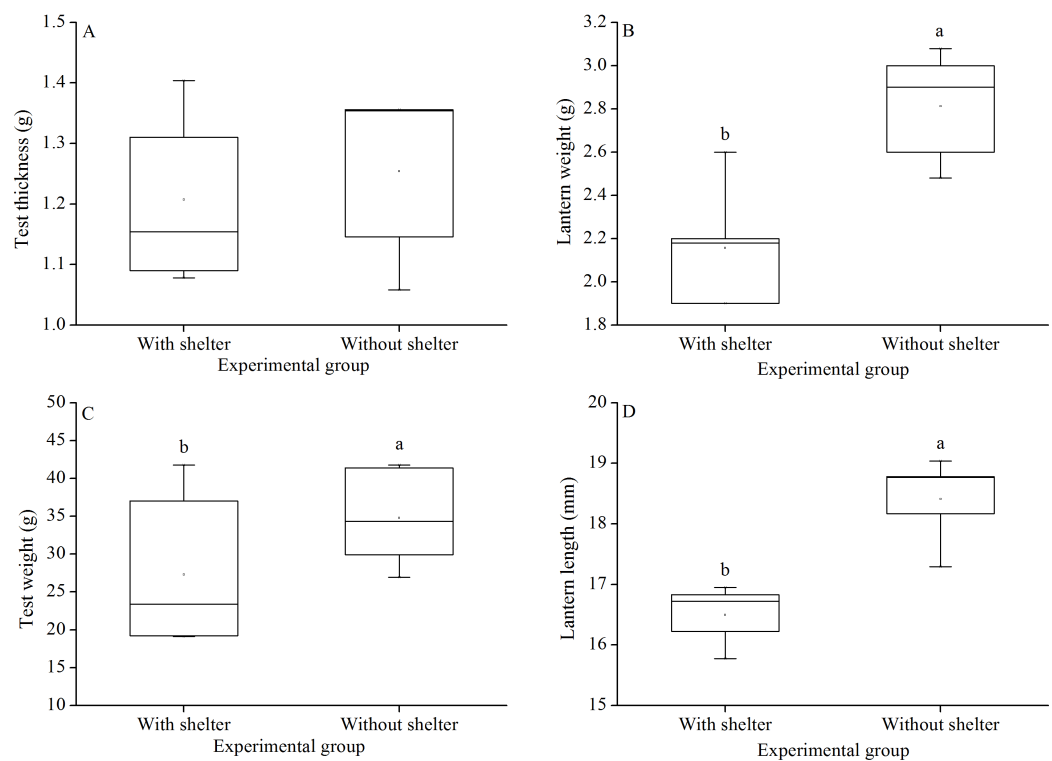 A
Test thickness (g)
1.5
1.4
1.3
1.2
1.1
1.0
With shelter
Without shelter
Experimental group
B
Lantern weight (g)
3.2
3.0
2.8
2.6
2.4
2.2
2.0
1.8
b
a
With shelter
Without shelter
Experimental group
C
Test weight (g)
50
45
40
35
30
25
20
15
10
b
a
With shelter
Without shelter
Experimental group
D
Lantern length (mm)
20
19
18
17
16
15
b
a
With shelter
Without shelter
Experimental group